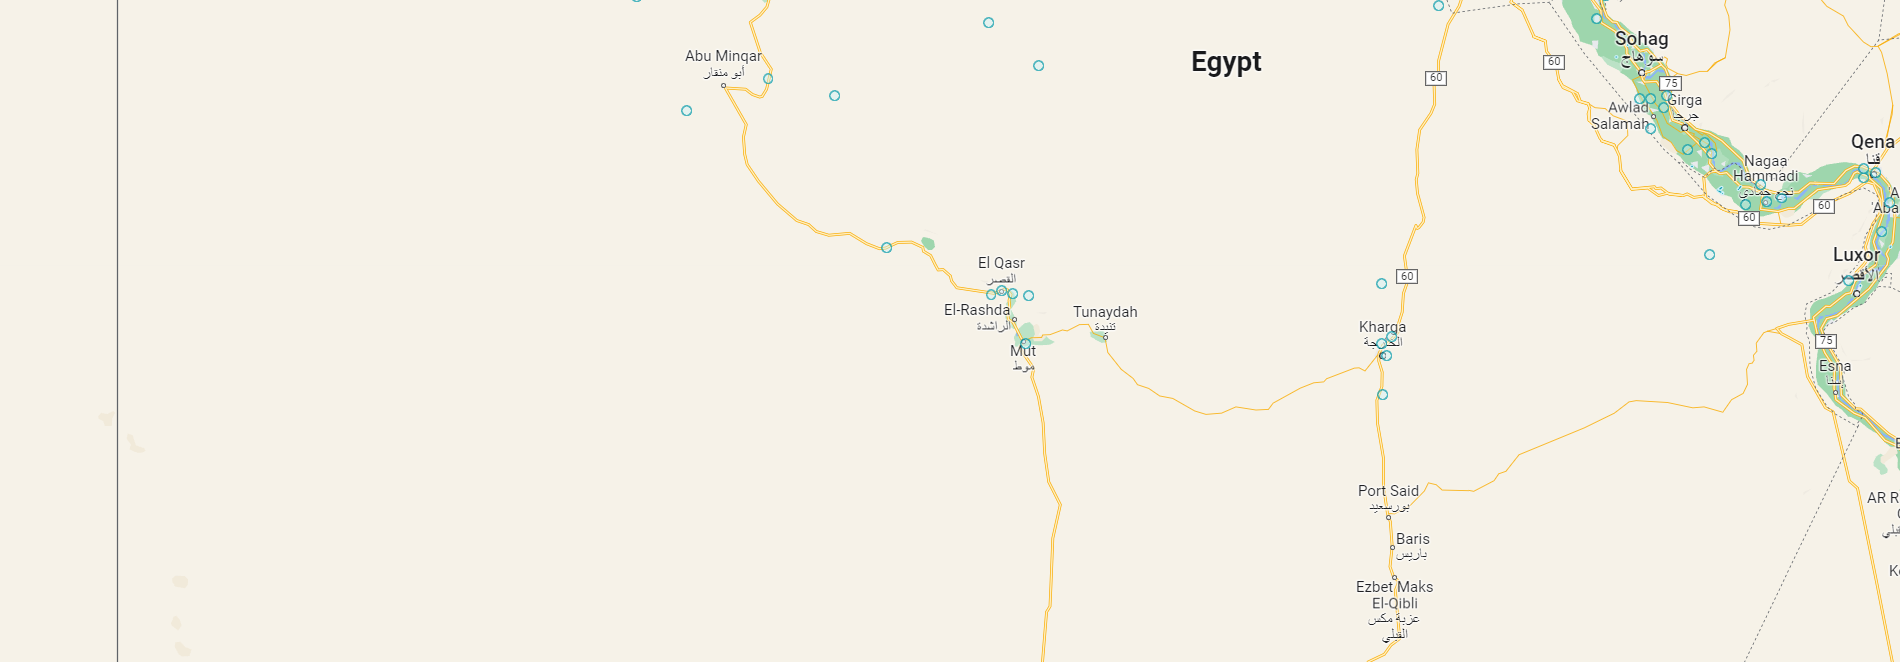 Egypt
Sohag
سوهاج
Abu Minqar
أبو منقار
60
60
75
Girga
جرجا
Awlad
Salamah
Qena
قنا
Nagaa
Hammadi
نجع حمادي
60
60
Luxor
الأقصر
El Qasr
القصر
60
El-Rashda
الراشدة
Tunaydah
تنيدة
Kharga
الخارجة
75
Mut
موط
Esna
إسنا
Port Said
بورسعيد
AR R
Baris
باريس
Ezbet Maks
El-Qibli
عزبة مكس
القبلي